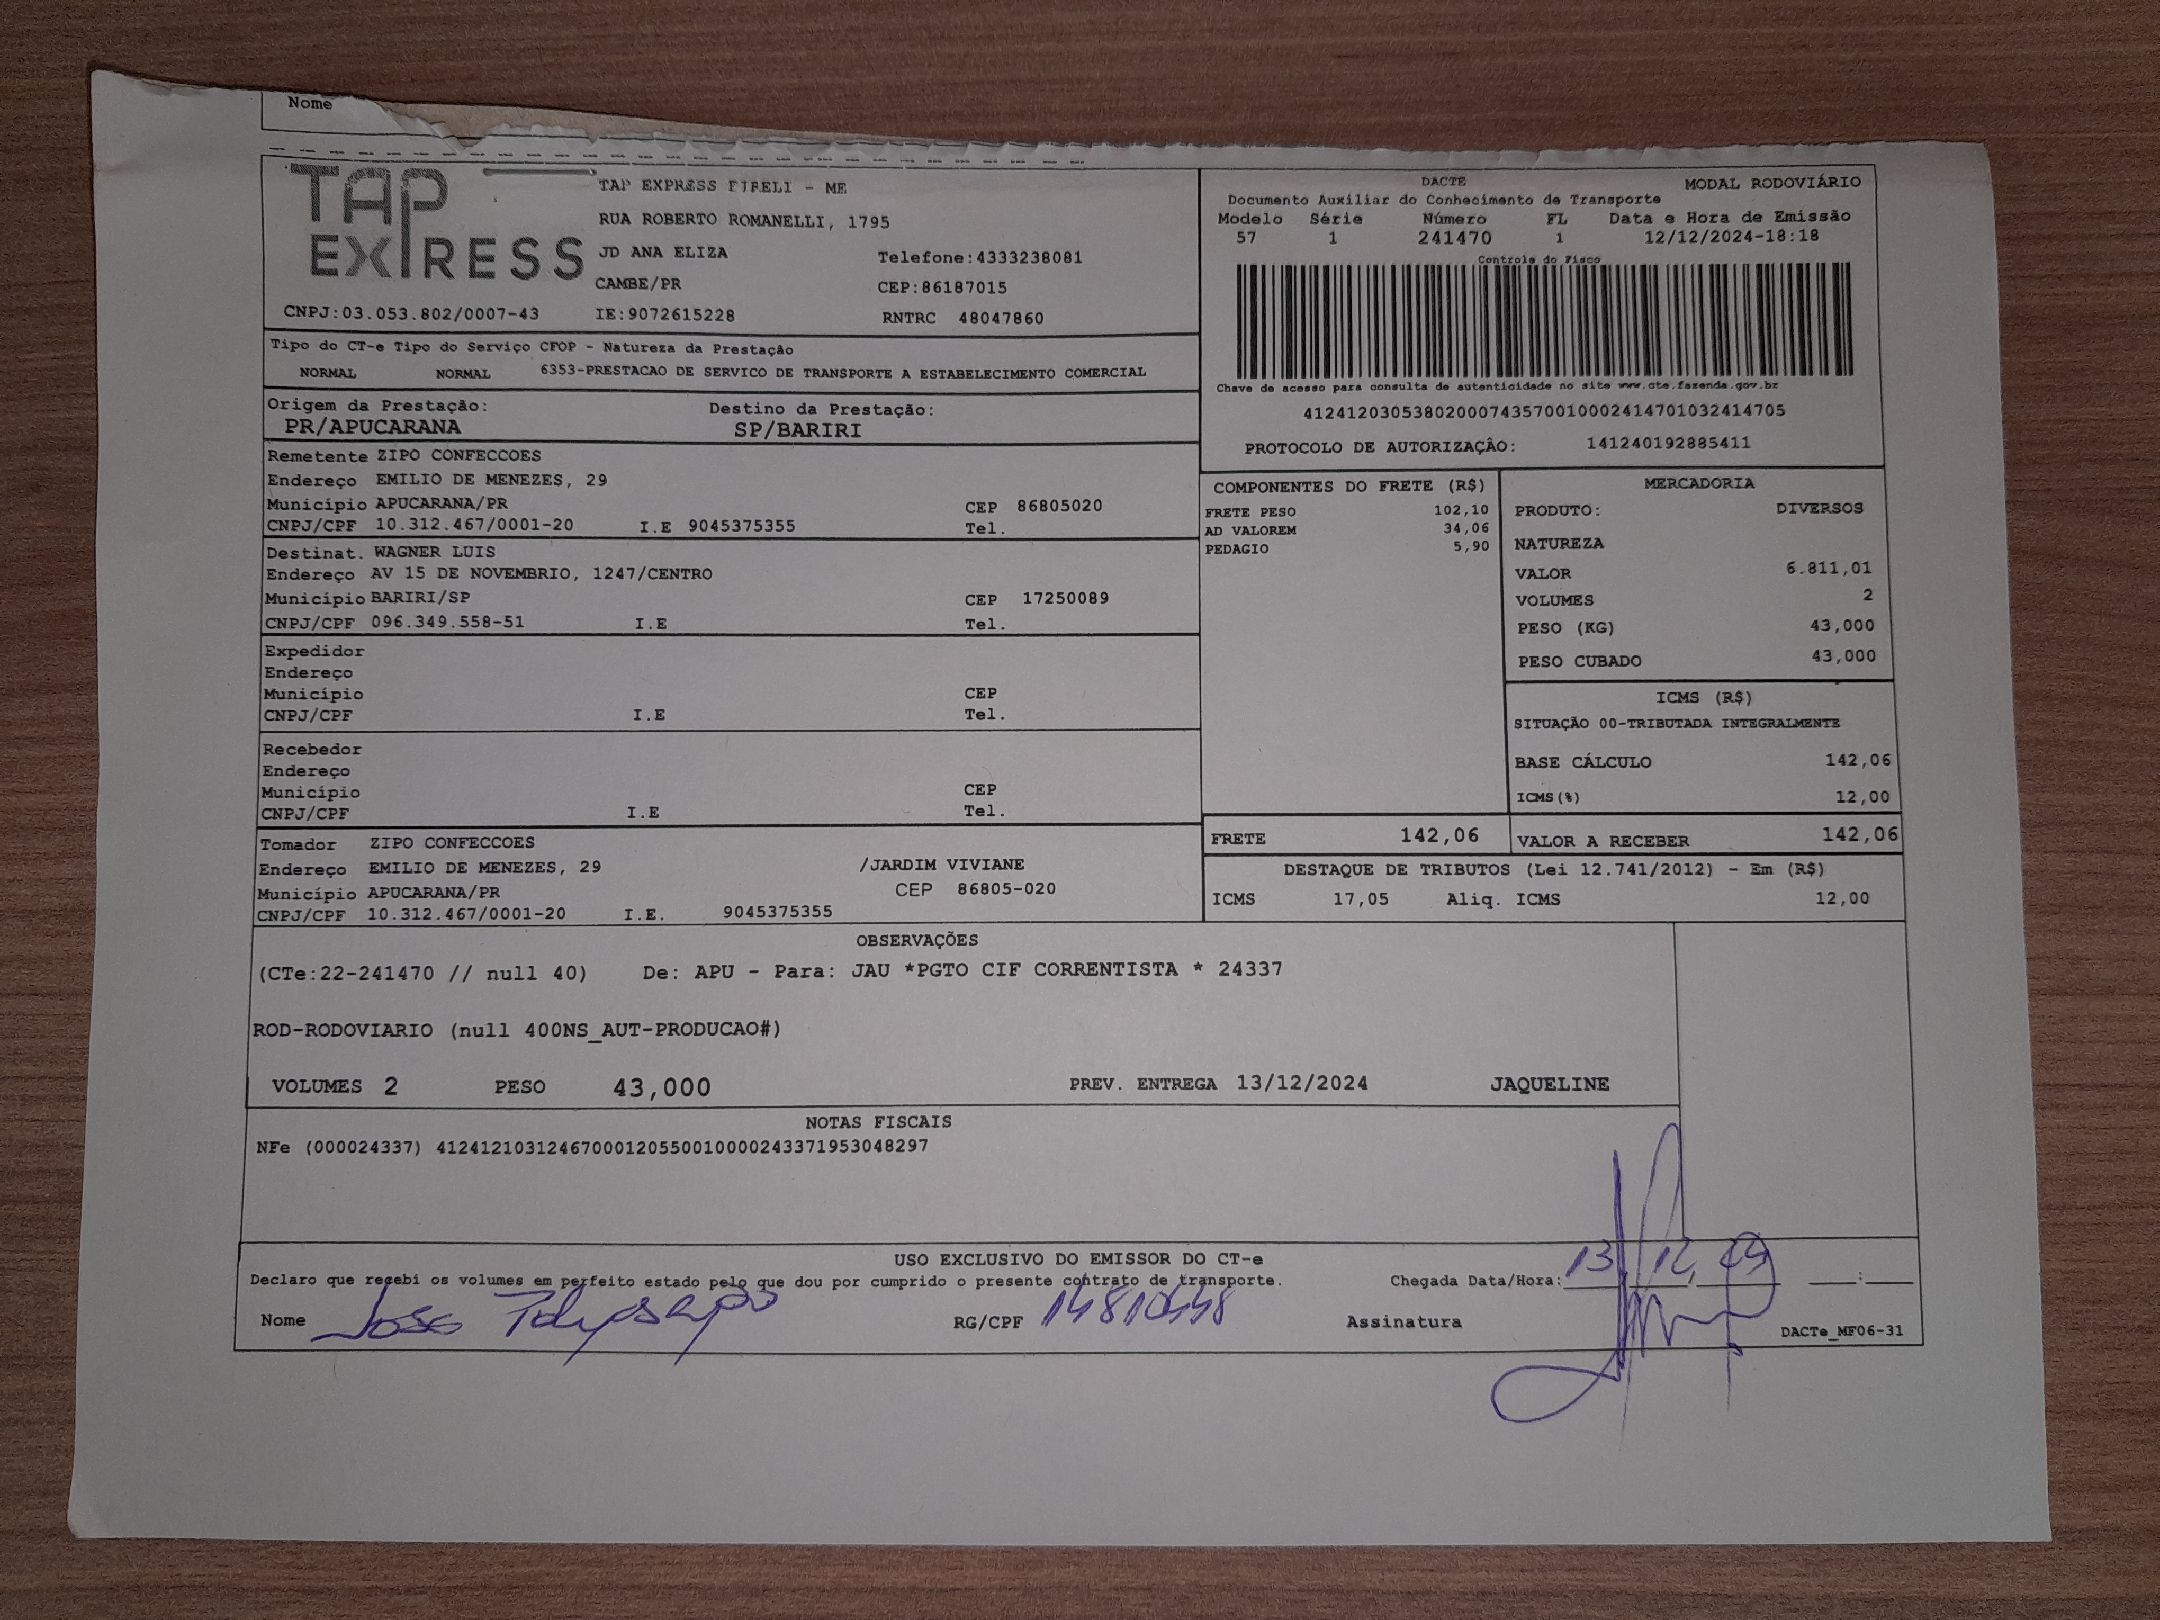 Nome
TAP EXPRESS
TAP EXPRESS EIRELI - ME
RUA ROBERTO ROMANELLI, 1795
JD ANA ELIZA Telefone:4333238081
CAMBE/PR CEP:86187015
CNPJ:03.053.802/0007-43 IE:9072615228 RNTRC 48047860
DACTE MODAL RODOVIÁRIO
Documento Auxiliar do Conhecimento de Transporte
Modelo Série Número FL Data e Hora de Emissão
57 1 241470 1 12/12/2024-18:18
Controle do Fisco
Chave de acesso para consulta de autenticidade no site www.cte.fazenda.gov.br
41241203053802000743570010002414701032414705
PROTOCOLO DE AUTORIZAÇÃO: 141240192885411
Tipo do CT-e Tipo do Serviço CFOP - Natureza da Prestação
NORMAL NORMAL 6353-PRESTACAO DE SERVICO DE TRANSPORTE A ESTABELECIMENTO COMERCIAL
Origem da Prestação: Destino da Prestação:
PR/APUCARANA SP/BARIRI
Remetente ZIPO CONFECCOES
Endereço EMILIO DE MENEZES, 29
Município APUCARANA/PR CEP 86805020
CNPJ/CPF 10.312.467/0001-20 I.E 9045375355 Tel.
Destinat. WAGNER LUIS
Endereço AV 15 DE NOVEMBRIO, 1247/CENTRO
Município BARIRI/SP CEP 17250089
CNPJ/CPF 096.349.558-51 I.E Tel.
Expedidor
Endereço
Município CEP
CNPJ/CPF I.E Tel.
Recebedor
Endereço
Município CEP
CNPJ/CPF I.E Tel.
Tomador ZIPO CONFECCOES
Endereço EMILIO DE MENEZES, 29 /JARDIM VIVIANE
Município APUCARANA/PR CEP 86805-020
CNPJ/CPF 10.312.467/0001-20 I.E. 9045375355
COMPONENTES DO FRETE (R$)
FRETE PESO 102,10
AD VALOREM 34,06
PEDAGIO 5,90
MERCADORIA
PRODUTO: DIVERSOS
NATUREZA
VALOR 6.811,01
VOLUMES 2
PESO (KG) 43,000
PESO CUBADO 43,000
ICMS (R$)
SITUAÇÃO 00-TRIBUTADA INTEGRALMENTE
BASE CÁLCULO 142,06
ICMS(%) 12,00
FRETE 142,06 VALOR A RECEBER 142,06
DESTAQUE DE TRIBUTOS (Lei 12.741/2012) - Em (R$)
ICMS 17,05 Aliq. ICMS 12,00
OBSERVAÇÕES
(CTe:22-241470 // null 40) De: APU - Para: JAU *PGTO CIF CORRENTISTA * 24337
ROD-RODOVIARIO (null 400NS_AUT-PRODUCAO#)
VOLUMES 2 PESO 43,000 PREV. ENTREGA 13/12/2024 JAQUELINE
NOTAS FISCAIS
NFe (000024337) 41241210312467000120550010000243371953048297
USO EXCLUSIVO DO EMISSOR DO CT-e
Declaro que recebi os volumes em perfeito estado pelo que dou por cumprido o presente contrato de transporte. Chegada Data/Hora: 13/12, 24 __:__
Nome RG/CPF Assinatura
DACTe_MF06-31